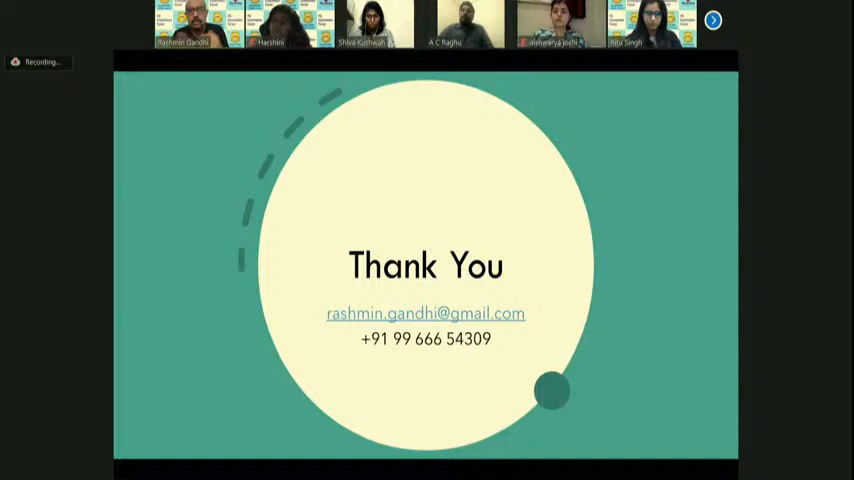 Rashmin Gandhi
Harshini
Shiva Kushwah
A C Raghu
aishwarya joshi
Ritu Singh
Recording...
Thank You
rashmin.gandhi@gmail.com
+91 99 666 54309